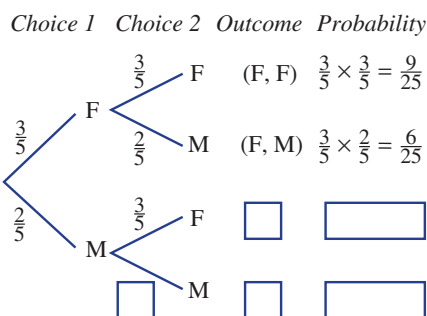 Choice 1 Choice 2 Outcome Probability
3/5 F (F, F) 3/5 × 3/5 = 9/25
F
3/5 2/5 M (F, M) 3/5 × 2/5 = 6/25
2/5 3/5 F
M
M